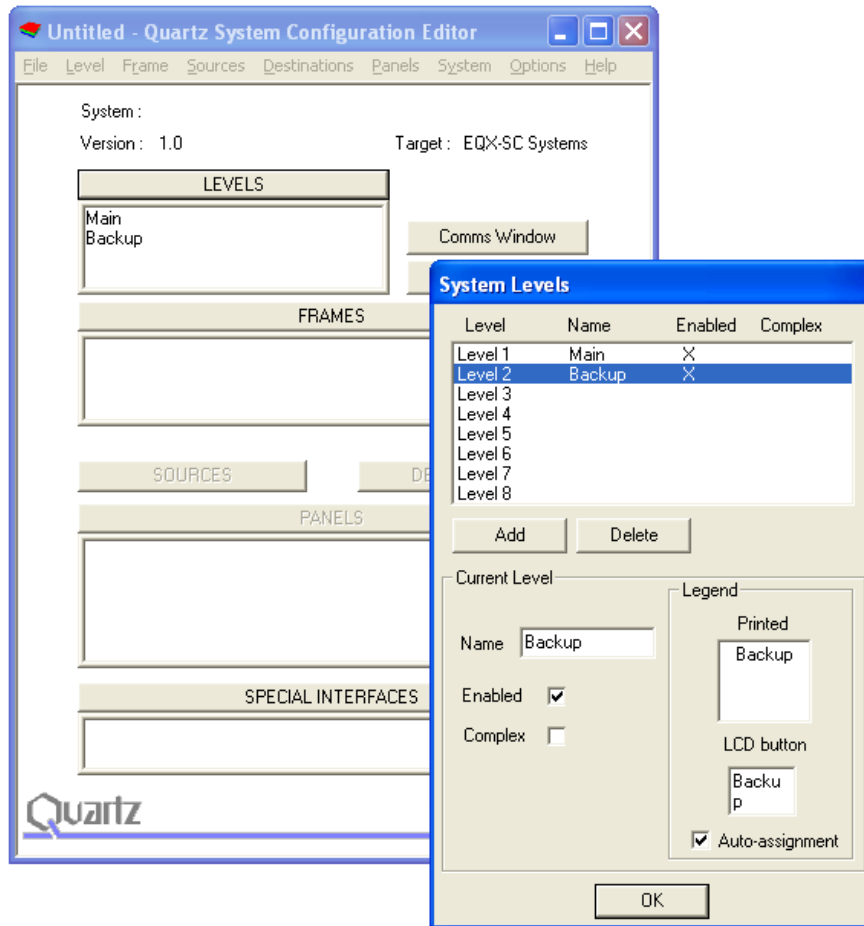 Untitled - Quartz System Configuration Editor
File Level Frame Sources Destinations Panels System Options Help
System :
Version : 1.0 Target : EQX-SC Systems
LEVELS
Main
Backup
Comms Window
FRAMES
SOURCES
PANELS
SPECIAL INTERFACES
Quartz
System Levels
Level Name Enabled Complex
Level 1 Main X
Level 2 Backup X
Level 3
Level 4
Level 5
Level 6
Level 7
Level 8
Add Delete
Current Level
Name Backup
Enabled
Complex
Legend
Printed
Backup
LCD button
Backu
p
Auto-assignment
OK